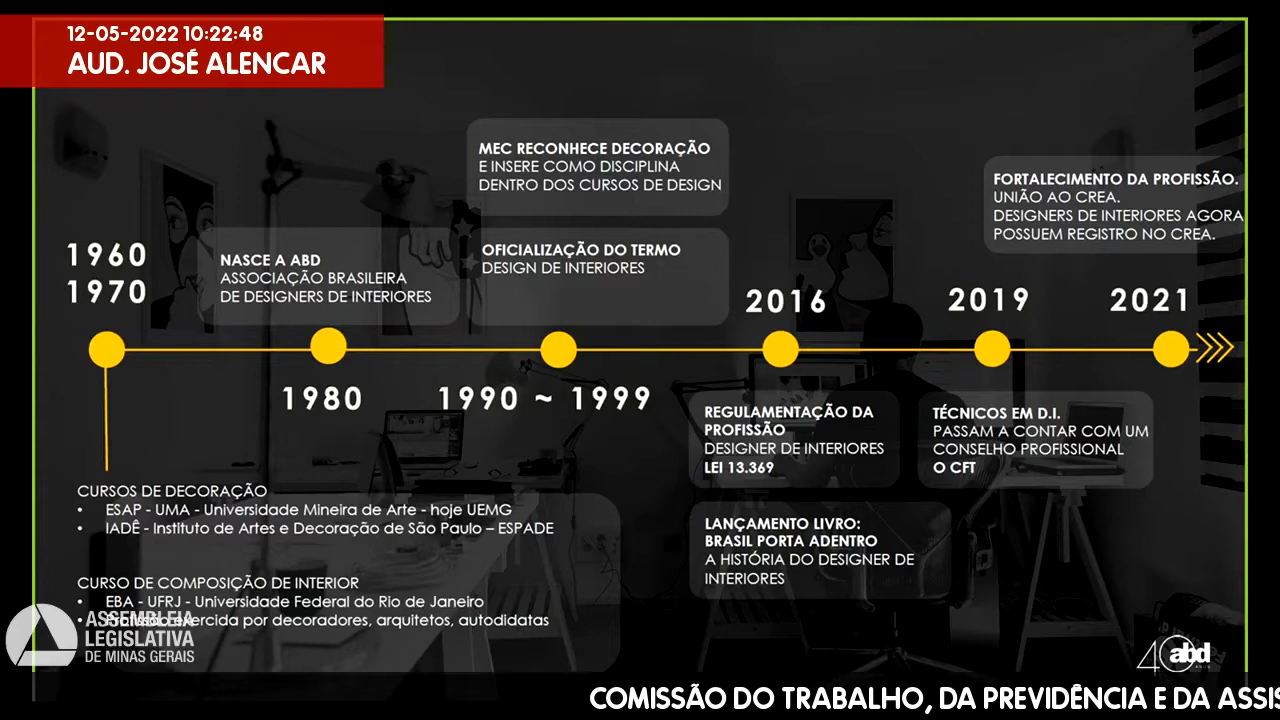 12-05-2022 10:22:48
AUD. JOSÉ ALENCAR
MEC RECONHECE DECORAÇÃO
E INSERE COMO DISCIPLINA
DENTRO DOS CURSOS DE DESIGN
FORTALECIMENTO DA PROFISSÃO.
UNIÃO AO CREA.
DESIGNERS DE INTERIORES AGORA
POSSUEM REGISTRO NO CREA.
1960
1970
NASCE A ABD
ASSOCIAÇÃO BRASILEIRA
DE DESIGNERS DE INTERIORES
OFICIALIZAÇÃO DO TERMO
DESIGN DE INTERIORES
2016
2019
2021
1980
1990 ~ 1999
REGULAMENTAÇÃO DA
PROFISSÃO
DESIGNER DE INTERIORES
LEI 13.369
TÉCNICOS EM D.I.
PASSAM A CONTAR COM UM
CONSELHO PROFISSIONAL
O CFT
LANÇAMENTO LIVRO:
BRASIL PORTA ADENTRO
A HISTÓRIA DO DESIGNER DE
INTERIORES
CURSOS DE DECORAÇÃO
• ESAP - UMA - Universidade Mineira de Arte - hoje UEMG
• IADÊ - Instituto de Artes e Decoração de São Paulo – ESPADE
CURSO DE COMPOSIÇÃO DE INTERIOR
• EBA - UFRJ - Universidade Federal do Rio de Janeiro
• por decoradores, arquitetos, autodidatas
ASSEMBLEIA
LEGISLATIVA
DE MINAS GERAIS
40 abd
COMISSÃO DO TRABALHO, DA PREVIDÊNCIA E DA ASSIS